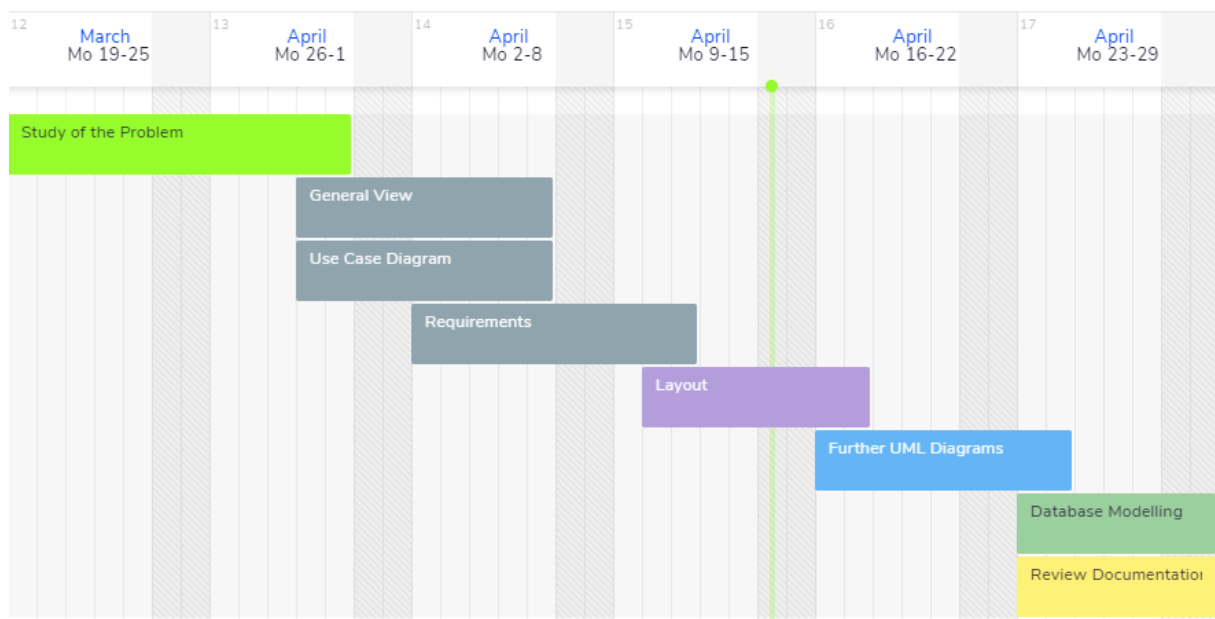 12
March
Mo 19-25
13
April
Mo 26-1
14
April
Mo 2-8
15
April
Mo 9-15
16
April
Mo 16-22
17
April
Mo 23-29
Study of the Problem
General View
Use Case Diagram
Requirements
Layout
Further UML Diagrams
Database Modelling
Review Documentation